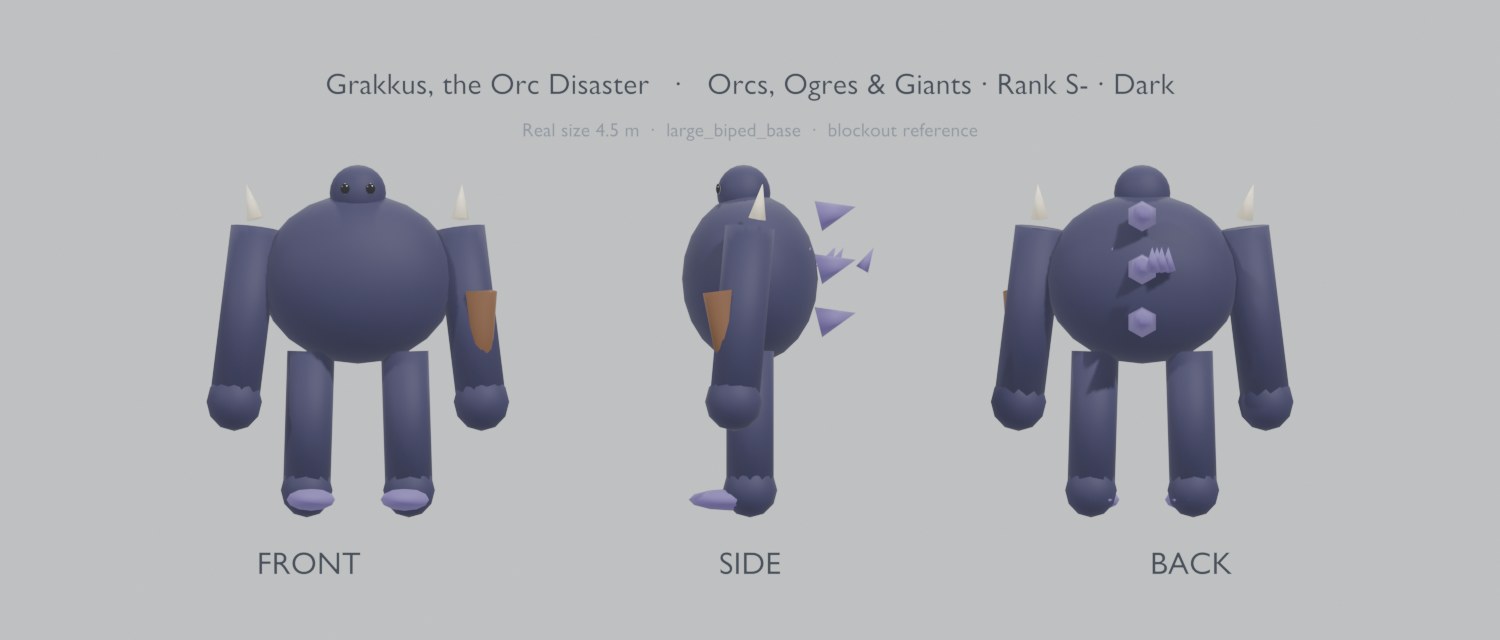 Grakkus, the Orc Disaster · Orcs, Ogres & Giants · Rank S- · Dark
Real size 4.5 m · large_biped_base · blockout reference
FRONT SIDE BACK